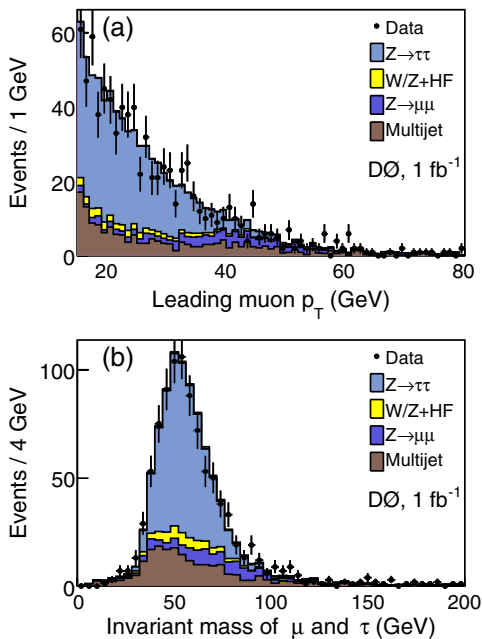 (a)
Data
Z→ττ
W/Z+HF
Z→μμ
Multijet
DØ, 1 fb⁻¹
Events / 1 GeV
60
40
20
0
20 40 60 80
Leading muon p_T (GeV)
(b)
Data
Z→ττ
W/Z+HF
Z→μμ
Multijet
DØ, 1 fb⁻¹
Events / 4 GeV
100
50
0
0 50 100 150 200
Invariant mass of μ and τ (GeV)